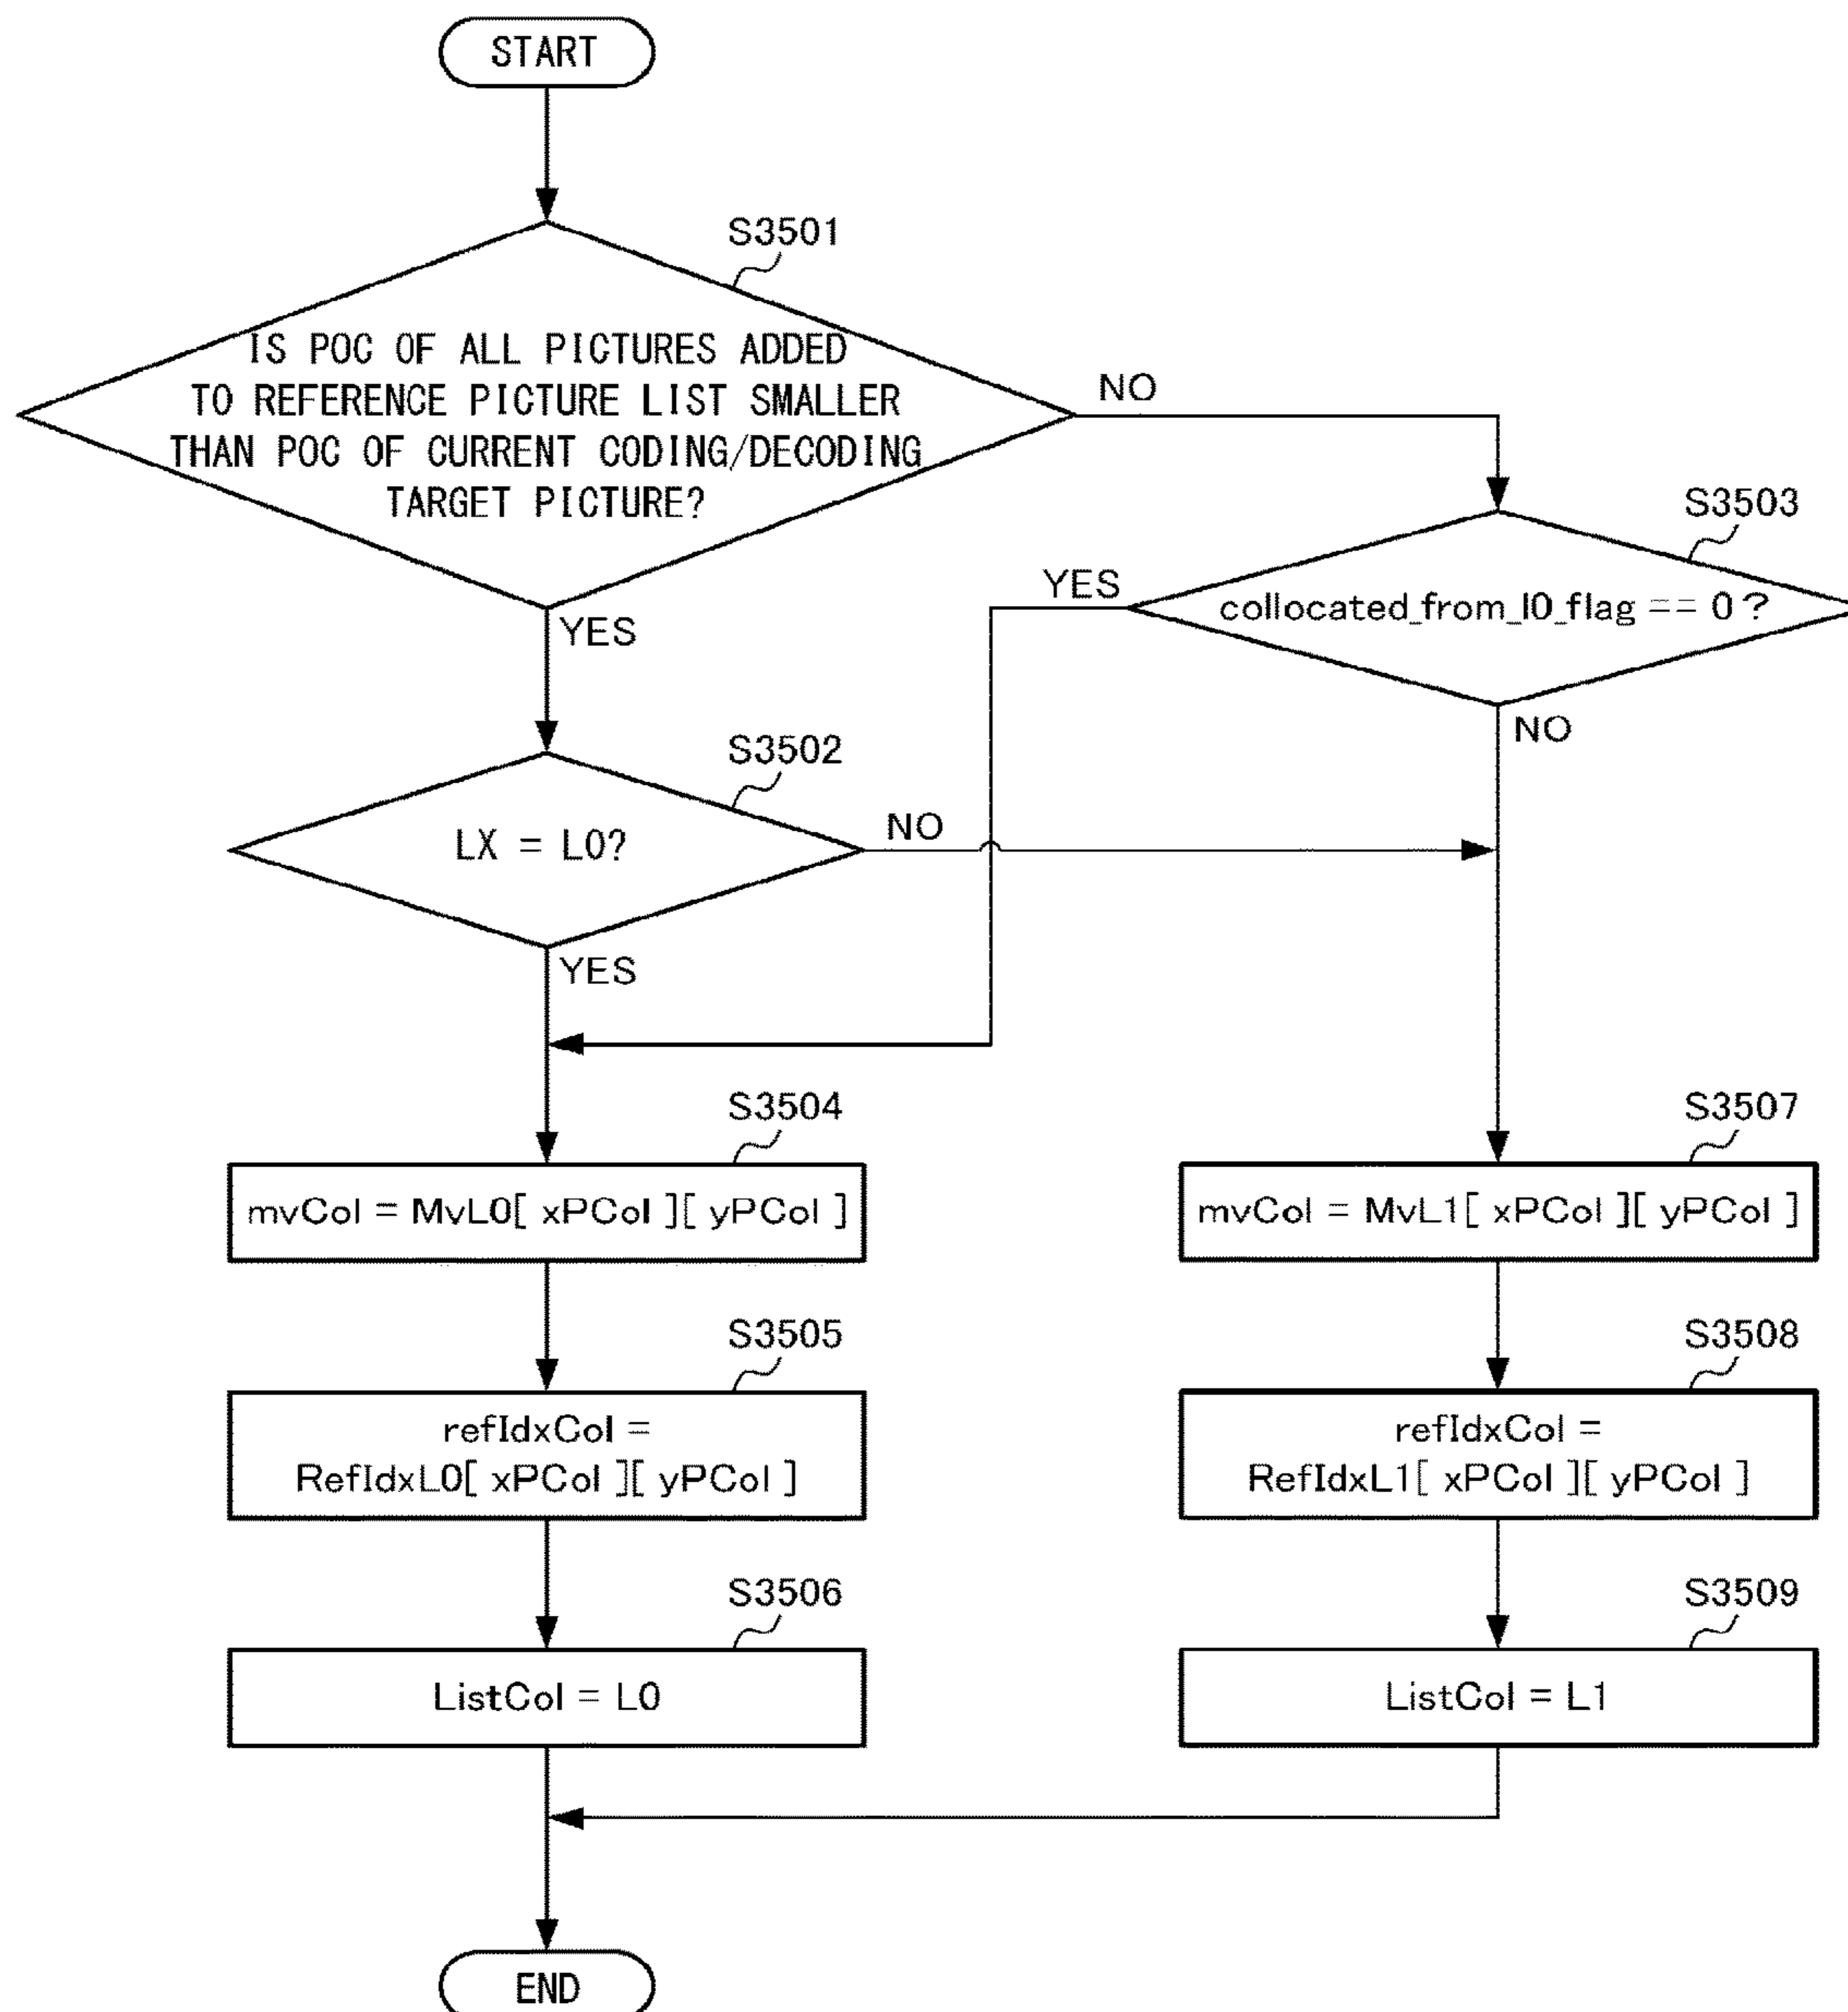 START
S3501
IS POC OF ALL PICTURES ADDED
TO REFERENCE PICTURE LIST SMALLER
THAN POC OF CURRENT CODING/DECODING
TARGET PICTURE?
NO
YES
S3503
YES
collocated_from_l0_flag == 0?
NO
S3502
LX = L0?
NO
YES
S3504
mvCol = MvL0[ xPCol ][ yPCol ]
S3507
mvCol = MvL1[ xPCol ][ yPCol ]
S3505
refIdxCol =
RefIdxL0[ xPCol ][ yPCol ]
S3508
refIdxCol =
RefIdxL1[ xPCol ][ yPCol ]
S3506
ListCol = L0
S3509
ListCol = L1
END